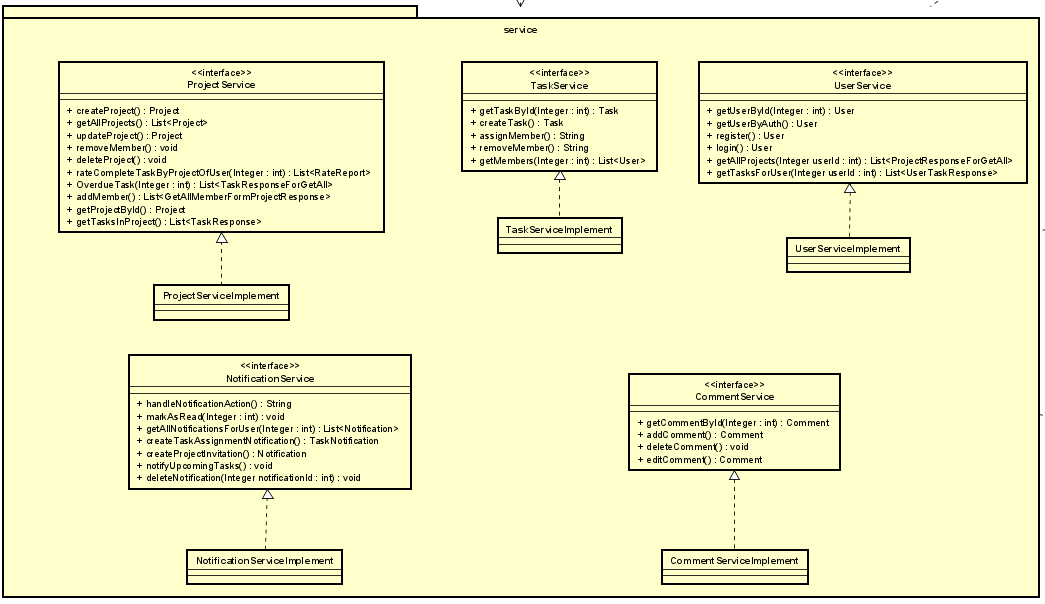 service
<<interface>>
ProjectService
+ createProject() : Project
+ getAllProjects() : List<Project>
+ updateProject() : Project
+ removeMember() : void
+ deleteProject() : void
+ rateCompleteTaskByProjectOfUser(Integer : int) : List<RateReport>
+ OverdueTask(Integer : int) : List<TaskResponseForGetAll>
+ addMember() : List<GetAllMemberFormProjectResponse>
+ getProjectById() : Project
+ getTasksInProject() : List<TaskResponse>
ProjectServiceImplement
<<interface>>
TaskService
+ getTaskById(Integer : int) : Task
+ createTask() : Task
+ assignMember() : String
+ removeMember() : String
+ getMembers(Integer : int) : List<User>
TaskServiceImplement
<<interface>>
UserService
+ getUserById(Integer : int) : User
+ getUserByAuth() : User
+ register() : User
+ login() : User
+ getAllProjects(Integer userId : int) : List<ProjectResponseForGetAll>
+ getTasksForUser(Integer userId : int) : List<UserTaskResponse>
UserServiceImplement
<<interface>>
NotificationService
+ handleNotificationAction() : String
+ markAsRead(Integer : int) : void
+ getAllNotificationsForUser(Integer : int) : List<Notification>
+ createTaskAssignmentNotification() : TaskNotification
+ createProjectInvitation() : Notification
+ notifyUpcomingTasks() : void
+ deleteNotification(Integer notificationId : int) : void
NotificationServiceImplement
<<interface>>
CommentService
+ getCommentById(Integer : int) : Comment
+ addComment() : Comment
+ deleteComment() : void
+ editComment() : Comment
CommentServiceImplement